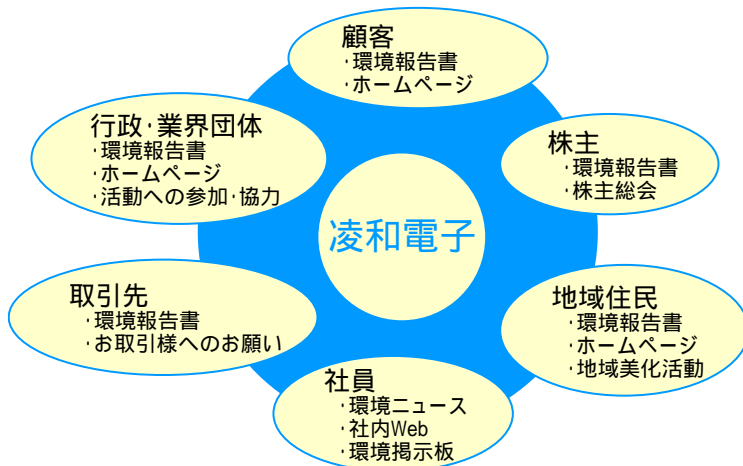 顧客
·環境報告書
·ホームページ
行政·業界団体
·環境報告書
·ホームページ
·活動への参加·協力
株主
·環境報告書
·株主総会
凌和電子
取引先
·環境報告書
·お取引様へのお願い
地域住民
·環境報告書
·ホームページ
·地域美化活動
社員
·環境ニュース
·社内Web
·環境掲示板